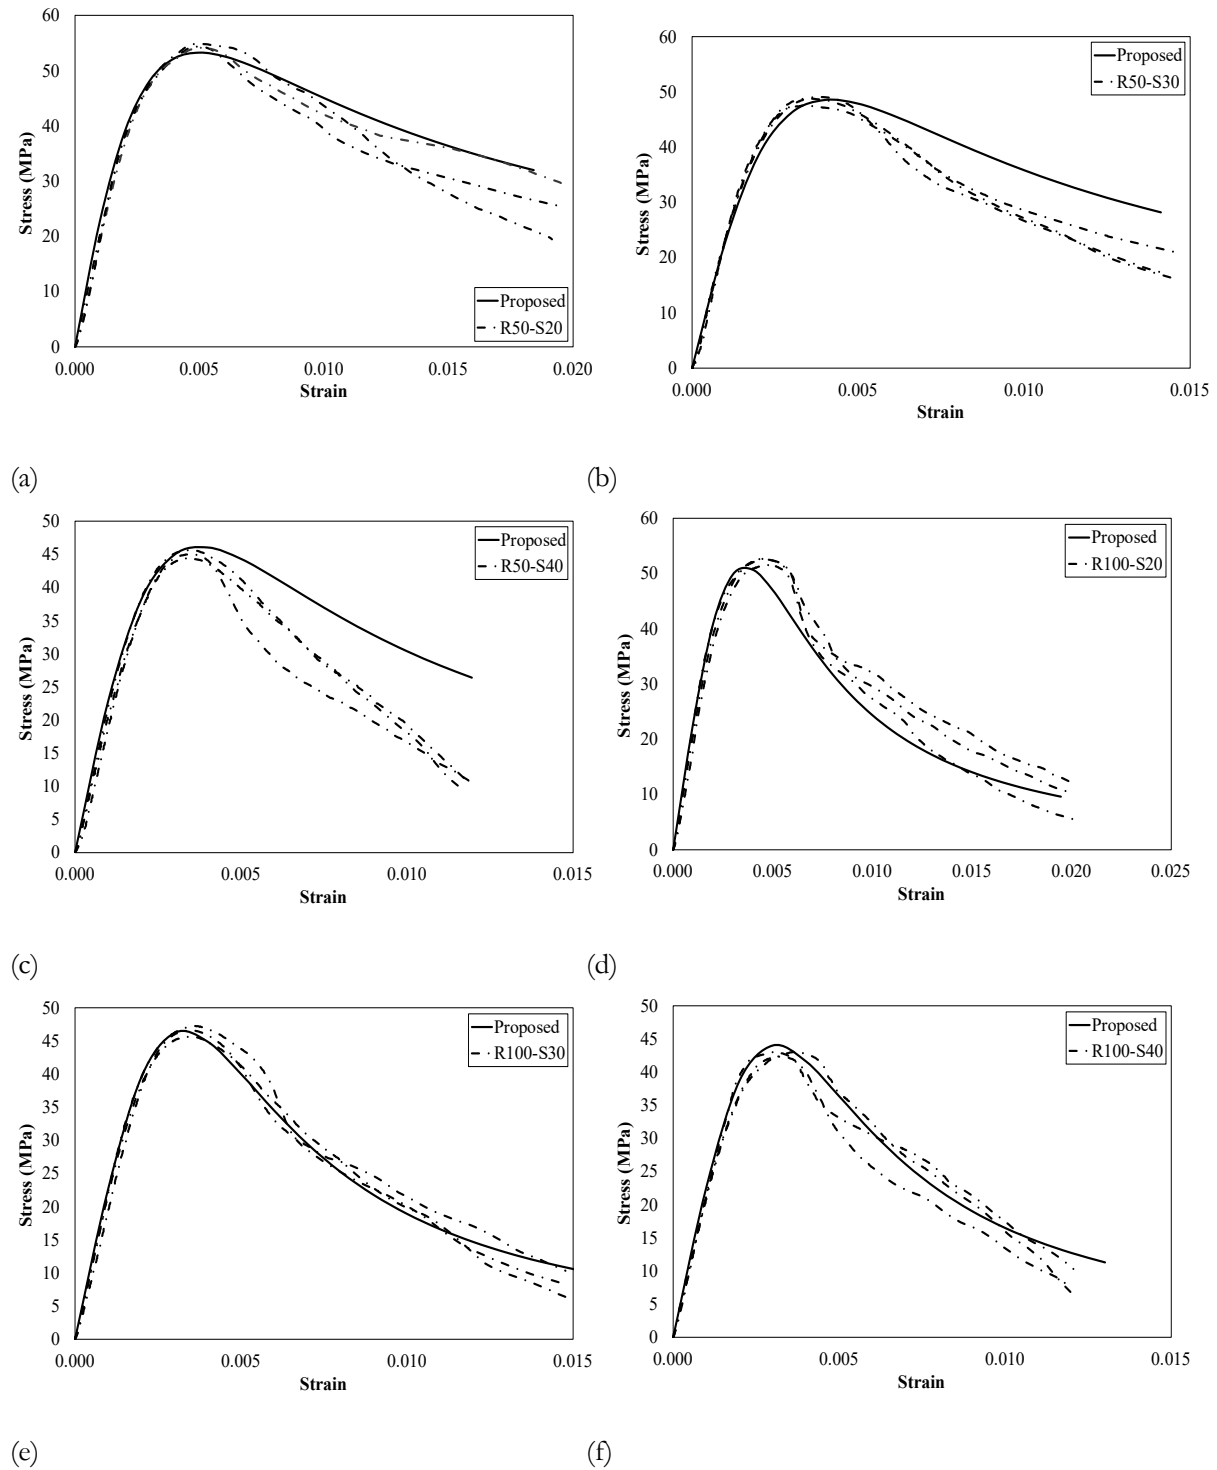 60
50
40
30
20
10
0
Stress (MPa)
Proposed
R50-S20
0.000 0.005 0.010 0.015 0.020
Strain
(a)
60
50
40
30
20
10
0
Stress (MPa)
Proposed
R50-S30
0.000 0.005 0.010 0.015
Strain
(b)
50
45
40
35
30
25
20
15
10
5
0
Stress (MPa)
Proposed
R50-S40
0.000 0.005 0.010 0.015
Strain
(c)
60
50
40
30
20
10
0
Stress (MPa)
Proposed
R100-S20
0.000 0.005 0.010 0.015 0.020 0.025
Strain
(d)
50
45
40
35
30
25
20
15
10
5
0
Stress (MPa)
Proposed
R100-S30
0.000 0.005 0.010 0.015
Strain
(e)
50
45
40
35
30
25
20
15
10
5
0
Stress (MPa)
Proposed
R100-S40
0.000 0.005 0.010 0.015
Strain
(f)